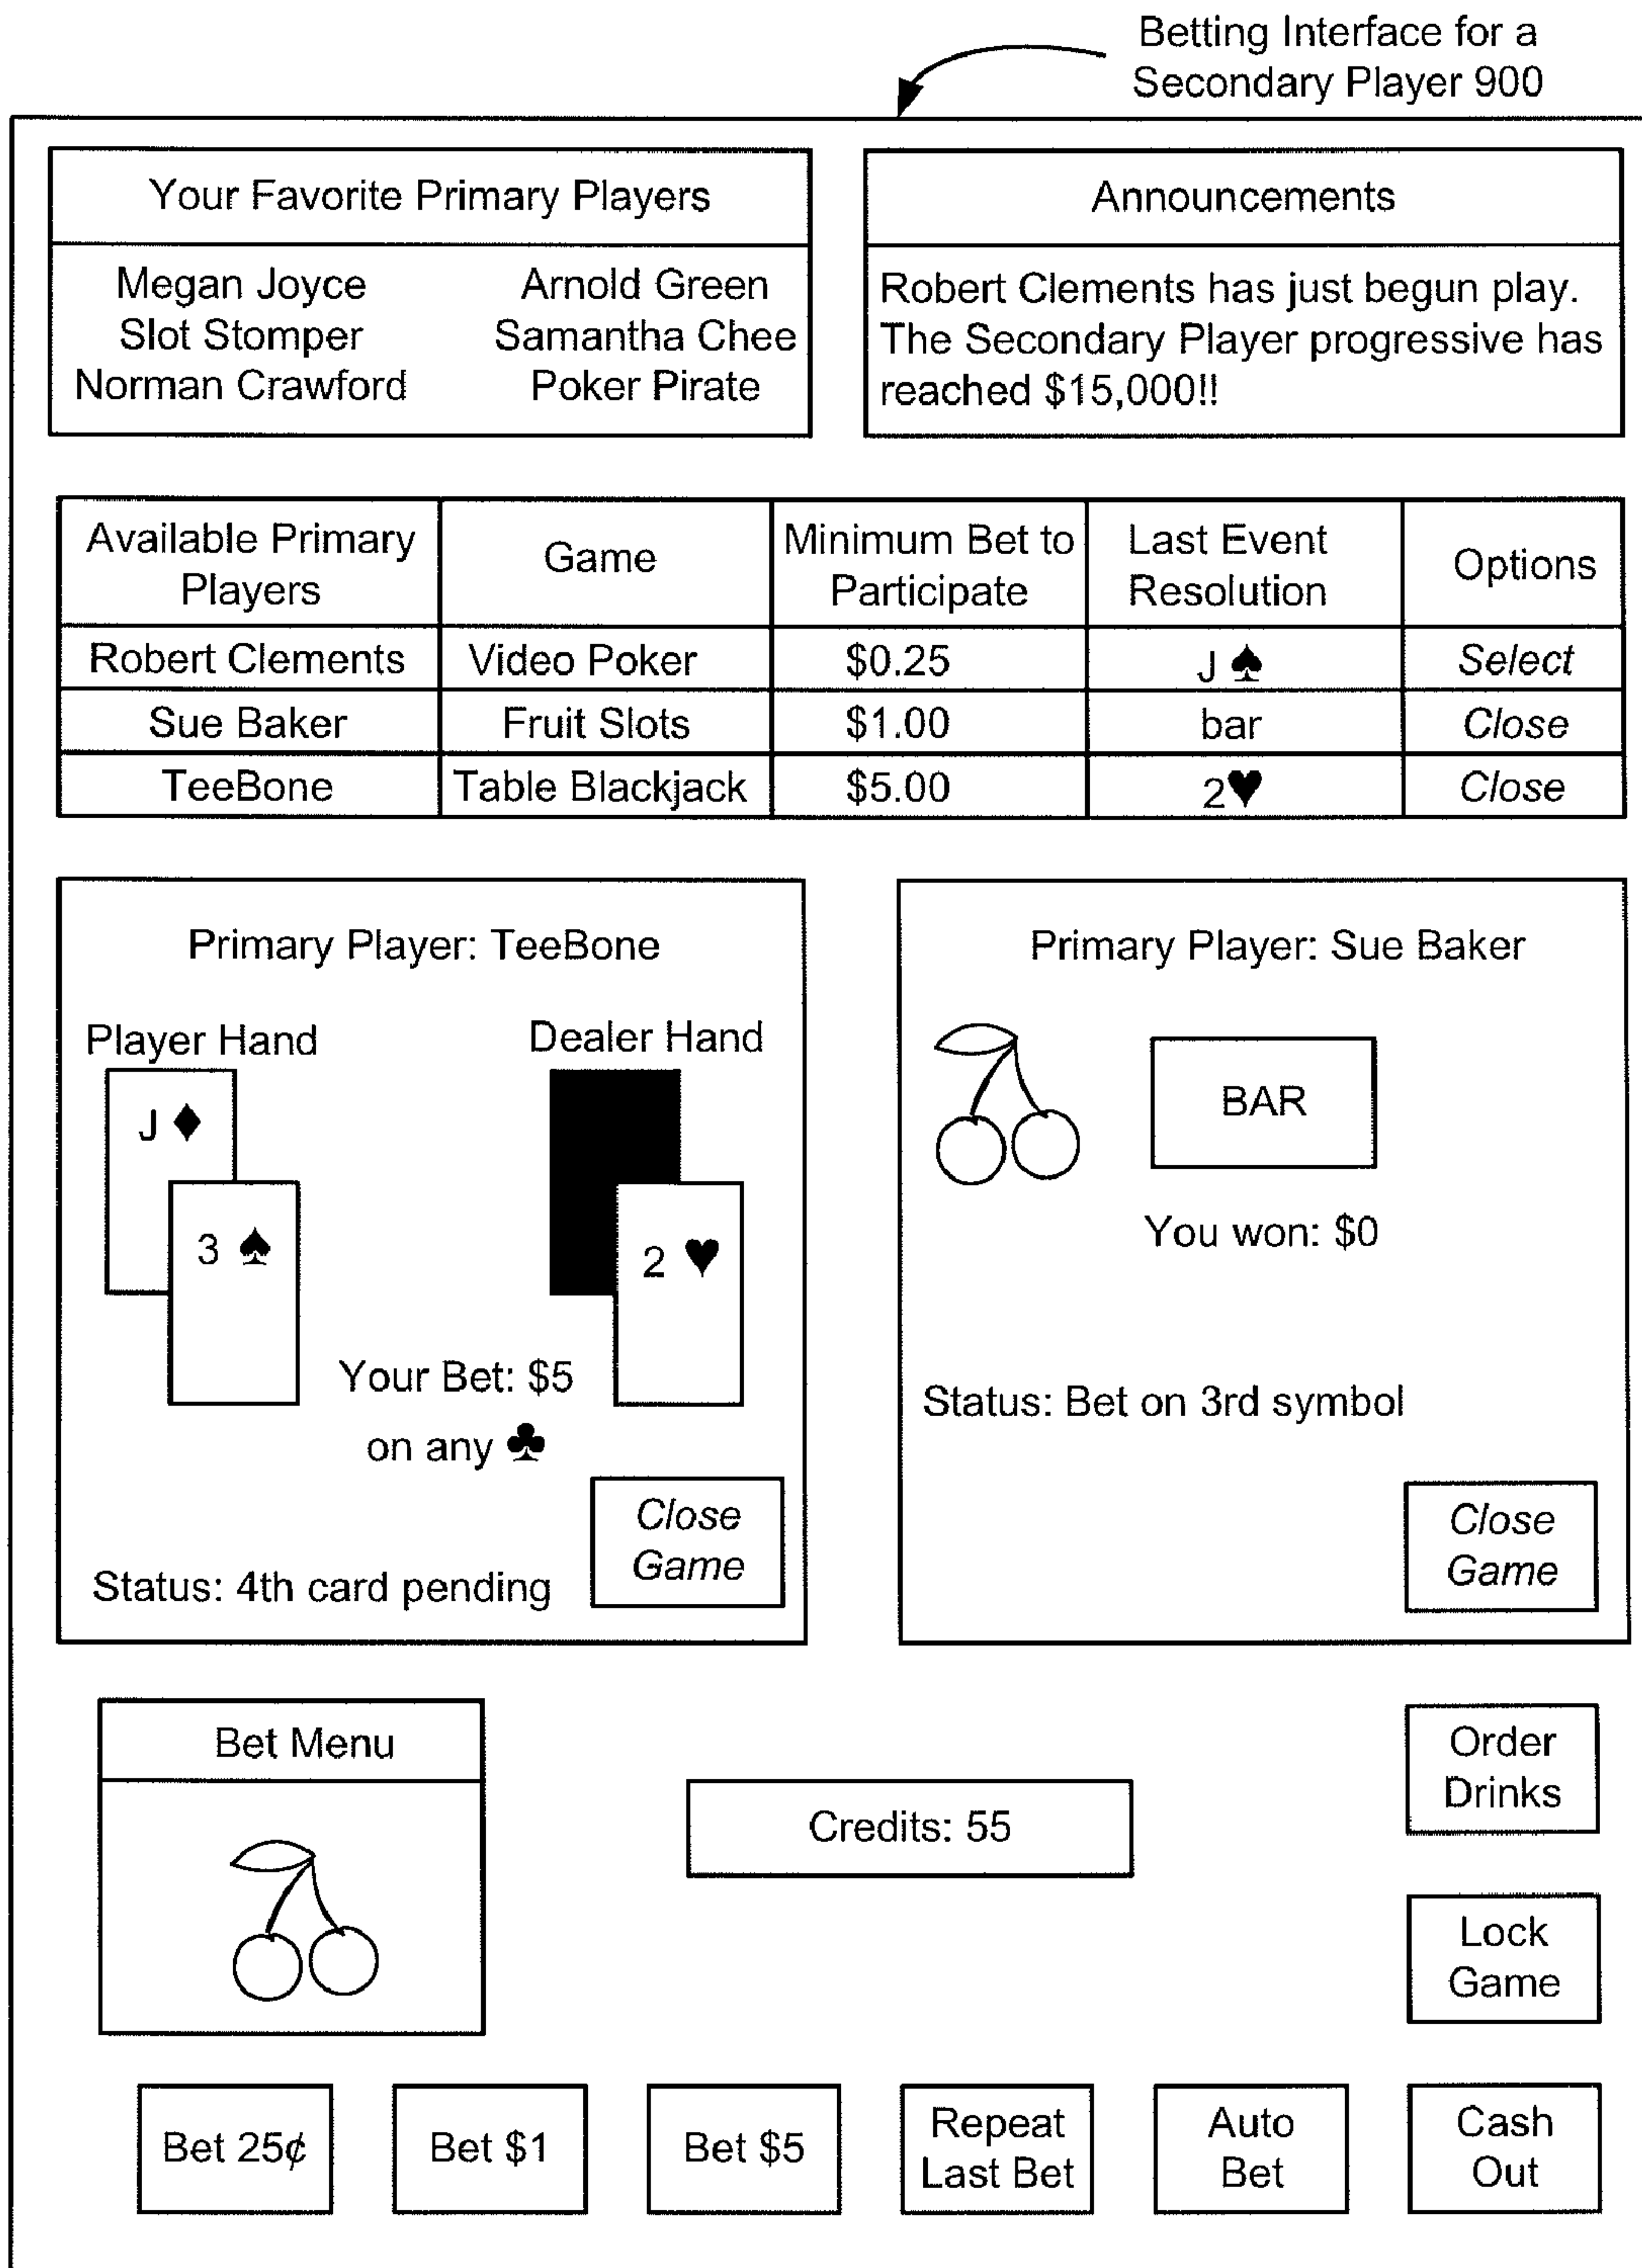 Betting Interface for a
Secondary Player 900
Your Favorite Primary Players
Megan Joyce Arnold Green
Slot Stomper Samantha Chee
Norman Crawford Poker Pirate
Announcements
Robert Clements has just begun play.
The Secondary Player progressive has
reached $15,000!!
Available Primary
Players
Game
Minimum Bet to
Participate
Last Event
Resolution
Options
Robert Clements Video Poker $0.25 J ♠ Select
Sue Baker Fruit Slots $1.00 bar Close
TeeBone Table Blackjack $5.00 2♥ Close
Primary Player: TeeBone
Player Hand Dealer Hand
J ♦
3 ♠
2 ♥
Your Bet: $5
on any ♣
Close
Game
Status: 4th card pending
Primary Player: Sue Baker
BAR
You won: $0
Status: Bet on 3rd symbol
Close
Game
Bet Menu
Credits: 55
Order
Drinks
Lock
Game
Bet 25¢
Bet $1
Bet $5
Repeat
Last Bet
Auto
Bet
Cash
Out